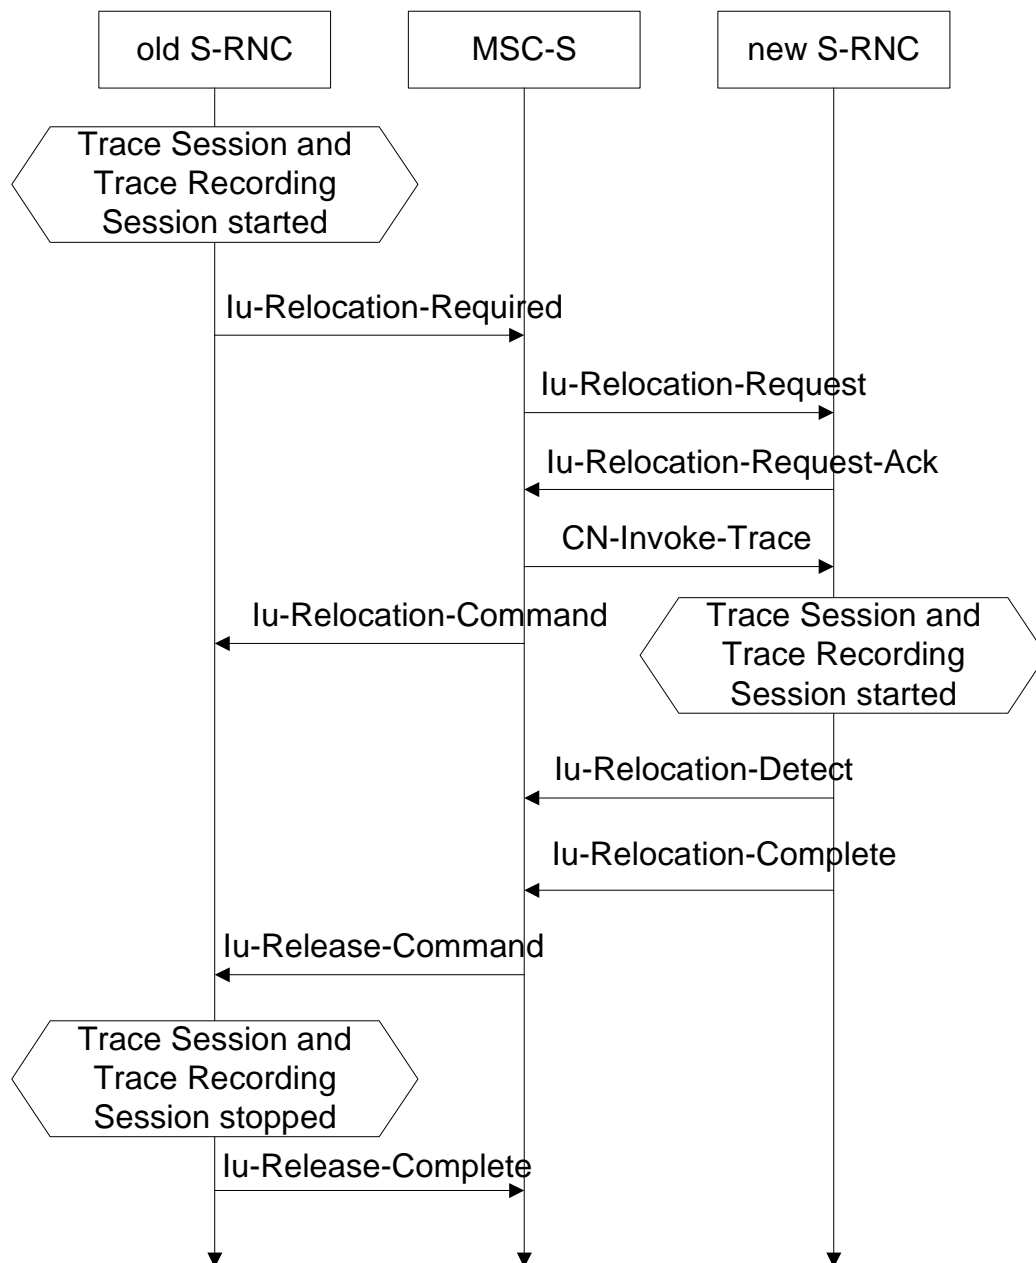 old S-RNC
MSC-S
new S-RNC
Trace Session and
Trace Recording
Session started
Iu-Relocation-Required
Iu-Relocation-Request
Iu-Relocation-Request-Ack
CN-Invoke-Trace
Iu-Relocation-Command
Trace Session and
Trace Recording
Session started
Iu-Relocation-Detect
Iu-Relocation-Complete
Iu-Release-Command
Trace Session and
Trace Recording
Session stopped
Iu-Release-Complete